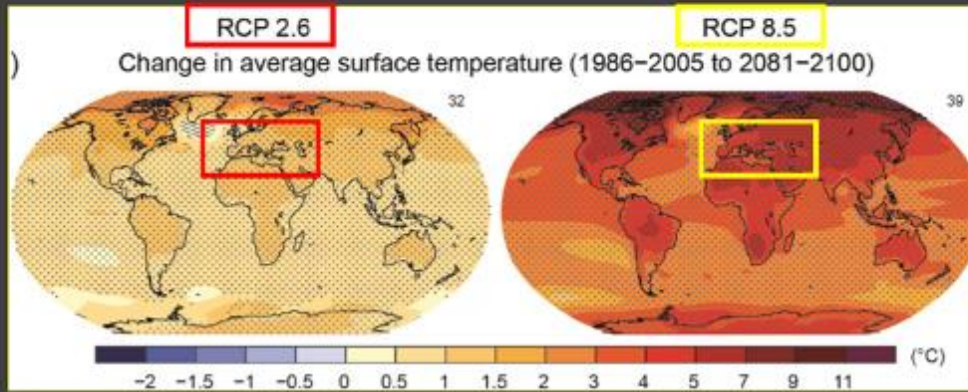 RCP 2.6
RCP 8.5
) Change in average surface temperature (1986−2005 to 2081−2100)
32
39
(°C)
−2 −1.5 −1 −0.5 0 0.5 1 1.5 2 3 4 5 7 9 11